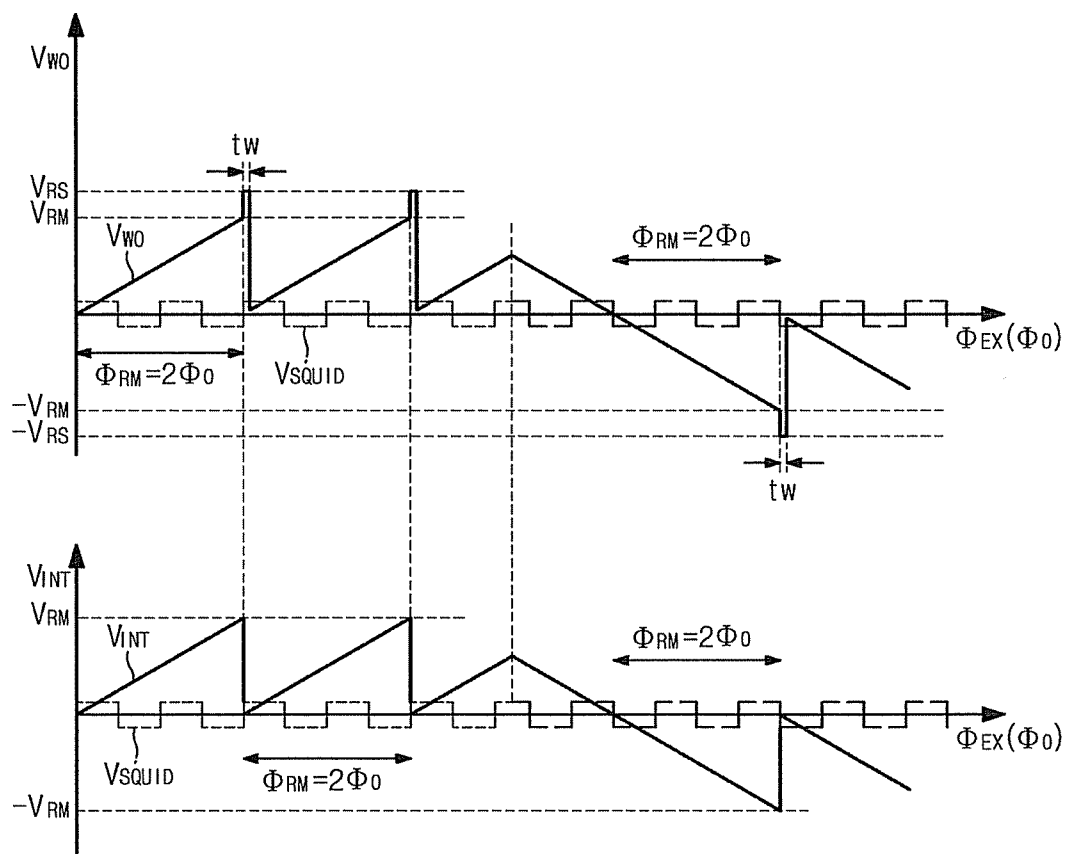 VWO
tW
VRS
VRM
VWO
ΦRM=2Φ0
ΦEX(Φ0)
ΦRM=2Φ0
VSQUID
-VRM
-VRS
tW
VINT
VRM
VINT
ΦRM=2Φ0
ΦEX(Φ0)
VSQUID
ΦRM=2Φ0
-VRM